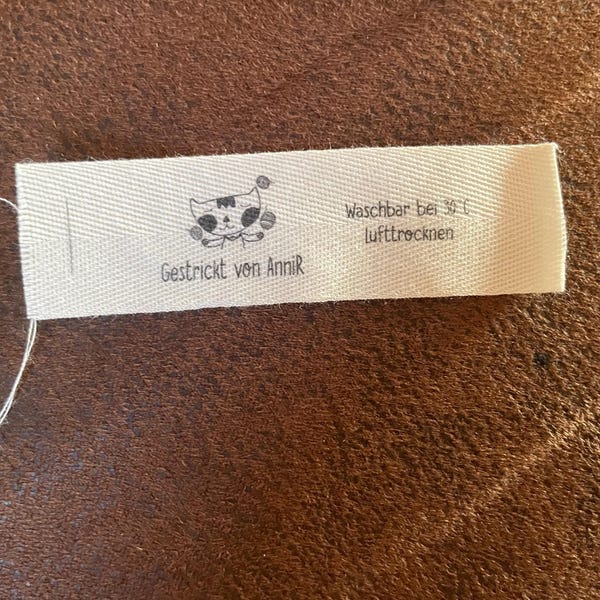 Gestrickt von AnniR
Waschbar bei 30 C
lufttrocknen